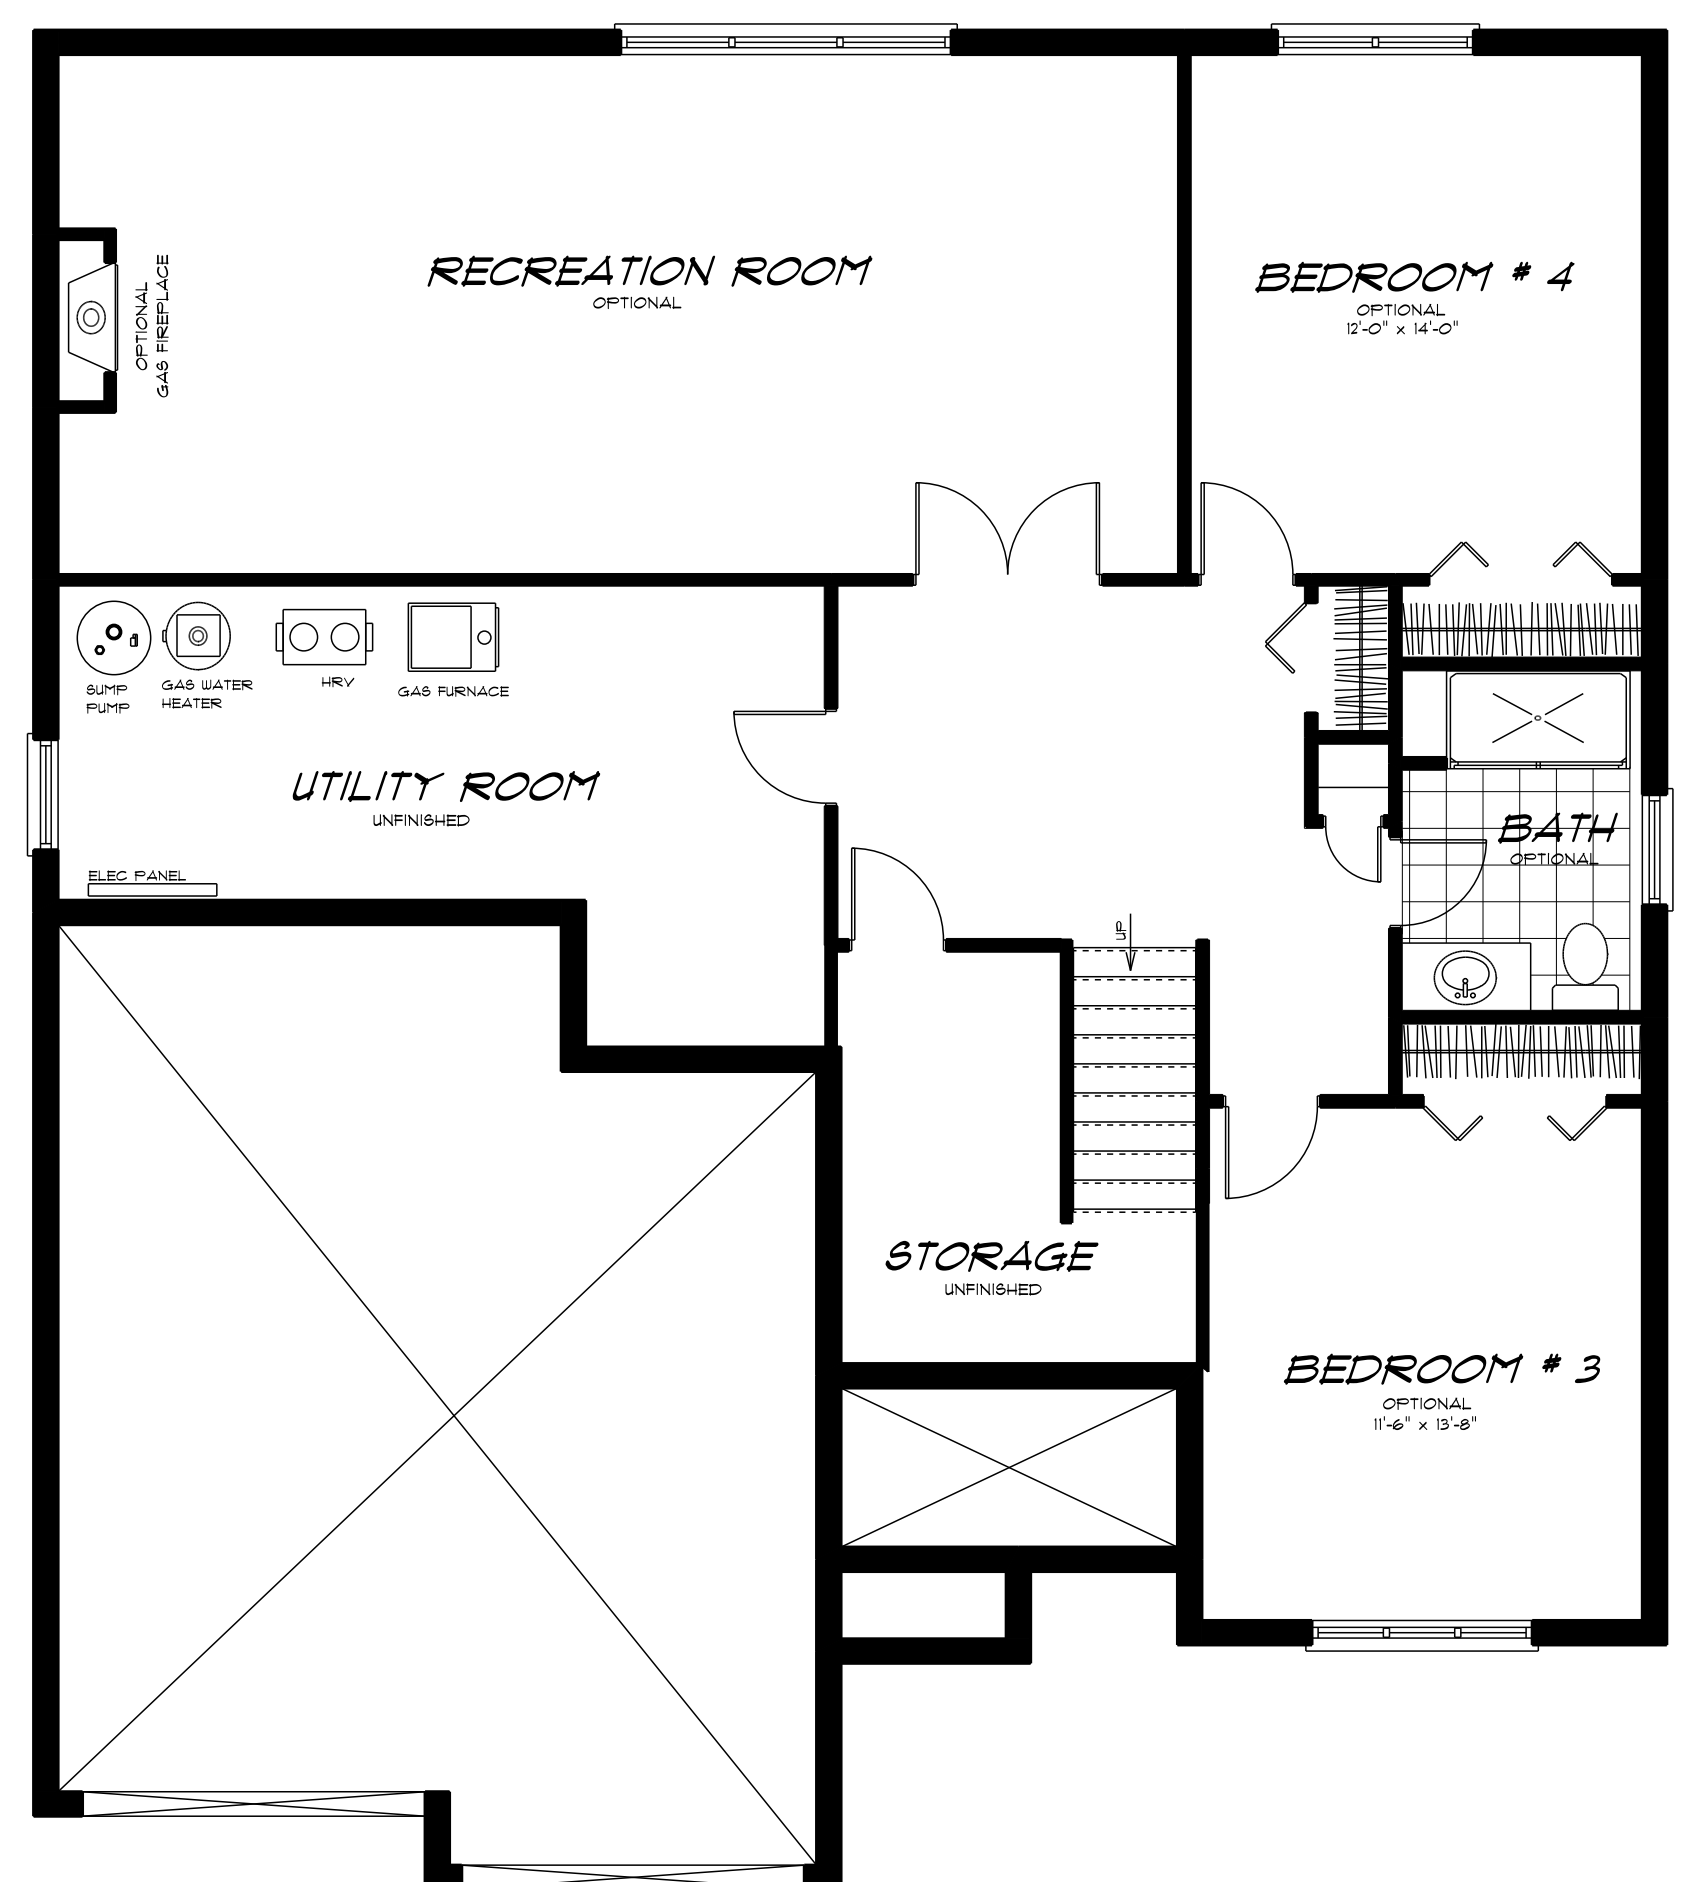 RECREATION ROOM
OPTIONAL
BEDROOM # 4
OPTIONAL
12'-0" x 14'-0"
OPTIONAL
GAS FIREPLACE
SUMP
PUMP
GAS WATER
HEATER
HRV
GAS FURNACE
UTILITY ROOM
UNFINISHED
ELEC PANEL
BATH
OPTIONAL
UP
STORAGE
UNFINISHED
BEDROOM # 3
OPTIONAL
11'-6" x 13'-8"